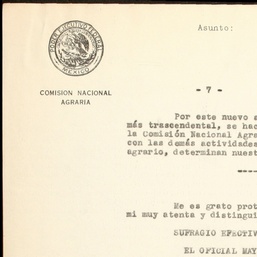 Asunto:
PODER EJECUTIVO FEDERAL
MEXICO
COMISION NACIONAL
AGRARIA
- 7 -
Por este nuevo
más trascendental, se hac
la Comisión Nacional Agra
con las demás actividades
agrario, determinan nuest
Me es grato prot
mi muy atenta y distingui
SUFRAGIO EFECTIV
EL OFICIAL MAY